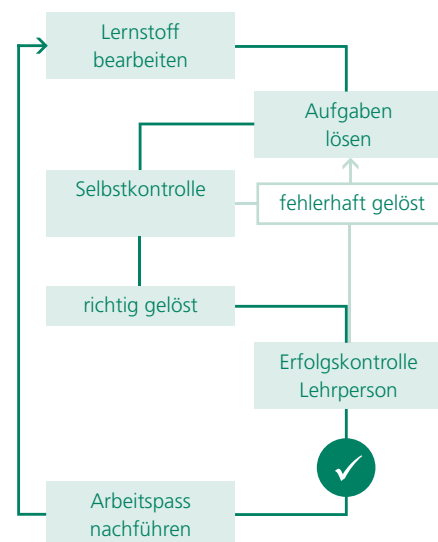 Lernstoff
bearbeiten
Aufgaben
lösen
Selbstkontrolle
fehlerhaft gelöst
richtig gelöst
Erfolgskontrolle
Lehrperson
Arbeitspass
nachführen